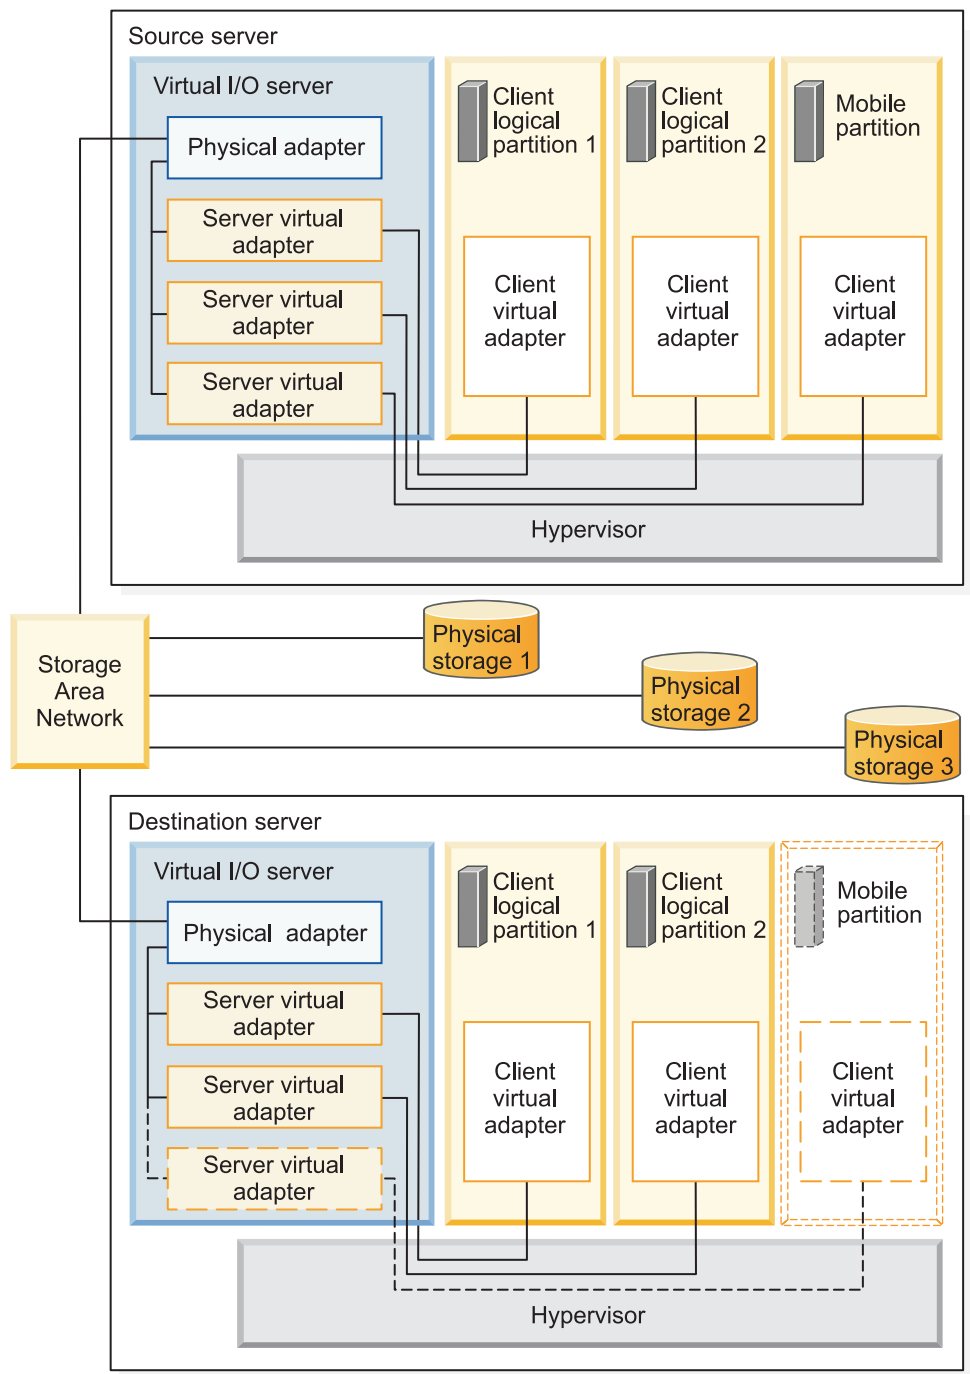 Source server
Virtual I/O server
Physical adapter
Server virtual
adapter
Server virtual
adapter
Server virtual
adapter
Client
logical
partition 1
Client
virtual
adapter
Client
logical
partition 2
Client
virtual
adapter
Mobile
partition
Client
virtual
adapter
Hypervisor
Storage
Area
Network
Physical
storage 1
Physical
storage 2
Physical
storage 3
Destination server
Virtual I/O server
Physical adapter
Server virtual
adapter
Server virtual
adapter
Server virtual
adapter
Client
logical
partition 1
Client
virtual
adapter
Client
logical
partition 2
Client
virtual
adapter
Mobile
partition
Client
virtual
adapter
Hypervisor